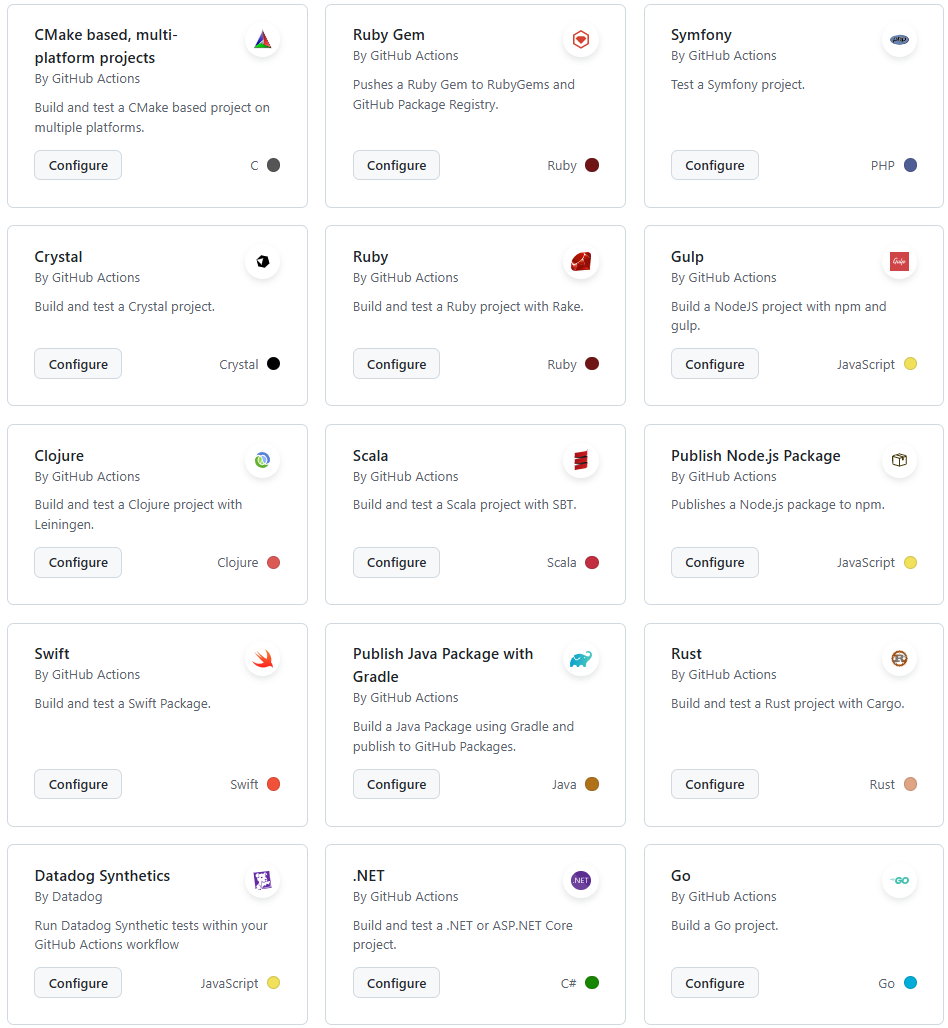 CMake based, multi-
platform projects
By GitHub Actions
Build and test a CMake based project on
multiple platforms.
Configure
C
Ruby Gem
By GitHub Actions
Pushes a Ruby Gem to RubyGems and
GitHub Package Registry.
Configure
Ruby
Symfony
By GitHub Actions
Test a Symfony project.
php
Configure
PHP
Crystal
By GitHub Actions
Build and test a Crystal project.
Configure
Crystal
Ruby
By GitHub Actions
Build and test a Ruby project with Rake.
Configure
Ruby
Gulp
By GitHub Actions
Gulp
Build a NodeJS project with npm and
gulp.
Configure
JavaScript
Clojure
By GitHub Actions
Build and test a Clojure project with
Leiningen.
Configure
Clojure
Scala
By GitHub Actions
Build and test a Scala project with SBT.
Configure
Scala
Publish Node.js Package
By GitHub Actions
Publishes a Node.js package to npm.
Configure
JavaScript
Swift
By GitHub Actions
Build and test a Swift Package.
Configure
Swift
Publish Java Package with
Gradle
By GitHub Actions
Build a Java Package using Gradle and
publish to GitHub Packages.
Configure
Java
Rust
By GitHub Actions
R
Build and test a Rust project with Cargo.
Configure
Rust
Datadog Synthetics
By Datadog
Run Datadog Synthetic tests within your
GitHub Actions workflow
Configure
JavaScript
.NET
By GitHub Actions
NET
Build and test a .NET or ASP.NET Core
project.
Configure
C#
Go
By GitHub Actions
GO
Build a Go project.
Configure
Go